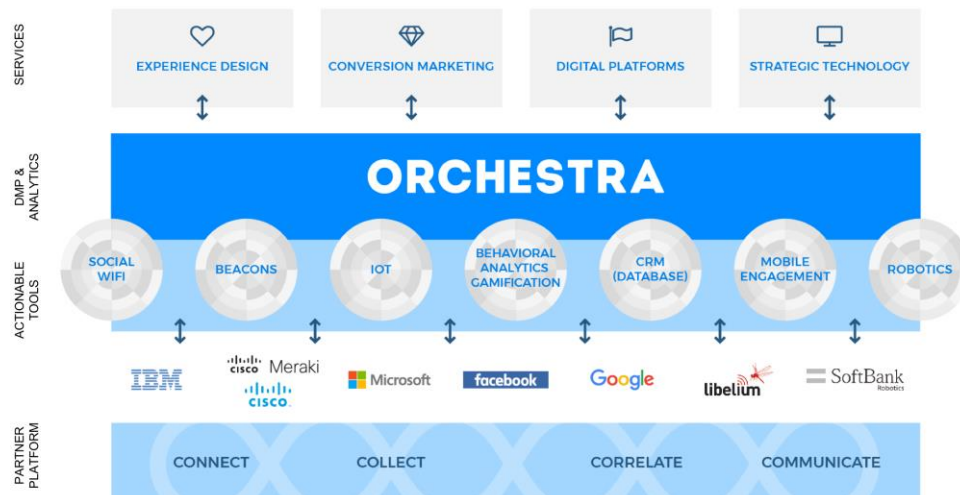 SERVICES
EXPERIENCE DESIGN
CONVERSION MARKETING
DIGITAL PLATFORMS
STRATEGIC TECHNOLOGY
DMP &
ANALYTICS
ORCHESTRA
ACTIONABLE
TOOLS
SOCIAL
WIFI
BEACONS
IOT
BEHAVIORAL
ANALYTICS
GAMIFICATION
CRM
(DATABASE)
MOBILE
ENGAGEMENT
ROBOTICS
IBM
CISCO Meraki
CISCO.
Microsoft
facebook
Google
libelium
SoftBank
Robotics
PARTNER
PLATFORM
CONNECT
COLLECT
CORRELATE
COMMUNICATE